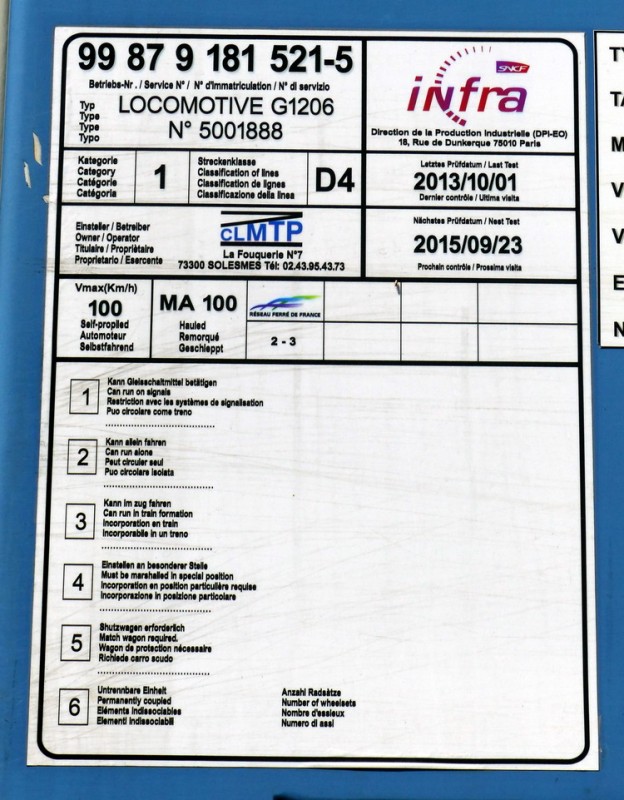 99 87 9 181 521-5
Betriebs-Nr . / Service N° / N° d'immatriculation / N° di servizio
Typ
Type
Type
Typo
LOCOMOTIVE G1206
N° 5001888
SNCF
infra
Direction de la Production Industrielle (DPI-EO)
18, Rue de Dunkerque 75010 Paris
Kategorie
Category
Catégorie
Catégoria
1
Streckenklasse
Classification of lines
Classification de lignes
Classificazione della linea
D4
Letztes Prüfdatum / Last Test
2013/10/01
Dernier contrôle / Ultima visita
Einsteller / Betreiber
Owner / Operator
Titulaire / Propriétaire
Proprietario / Esercente
CLMTP
La Fouquerie N°7
73300 SOLESMES Tél: 02.43.95.43.73
Nächstes Prüfdatum / Nest Test
2015/09/23
Prochain contrôle / Prossima visita
Vmax(Km/h)
100
Self-proplled
Automoteur
Selbstfahrend
MA 100
Hauled
Remorqué
Geschleppt
RÉSEAU FERRÉ DE FRANCE
2 - 3
1
Kann Gleisschaltmittel betätigen
Can run on signals
Restriction avec les systèmes de signalisation
Puo circolare come treno
2
Kann allein fahren
Can run alone
Peut circuler seul
Puo circolare isolata
3
Kann im zug fahren
Can run in train formation
Incorporation en train
Incorporabile in un treno
4
Einstellen an besonderer Stelle
Must be marshalled in special position
Incorporation en position particulière requise
Incorporazione in posizione particolare
5
Shutzwagen erforderlich
Match wagon required.
Wagon de protection nécessaire
Richiede carro scudo
6
Untrennbare Einheit
Permanently coupled
Eléments indissociables
Elementi indissociabili
Anzahl Radsätze
Number of wheelsets
Nombre d'essieux
Numero di assi